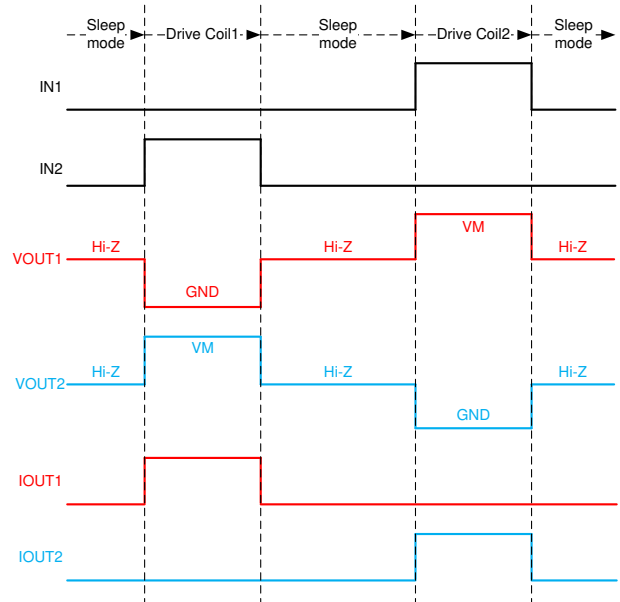 Sleep mode
Drive Coil1
Sleep mode
Drive Coil2
Sleep mode
IN1
IN2
VOUT1
Hi-Z
GND
Hi-Z
VM
Hi-Z
VOUT2
Hi-Z
VM
Hi-Z
GND
Hi-Z
IOUT1
IOUT2